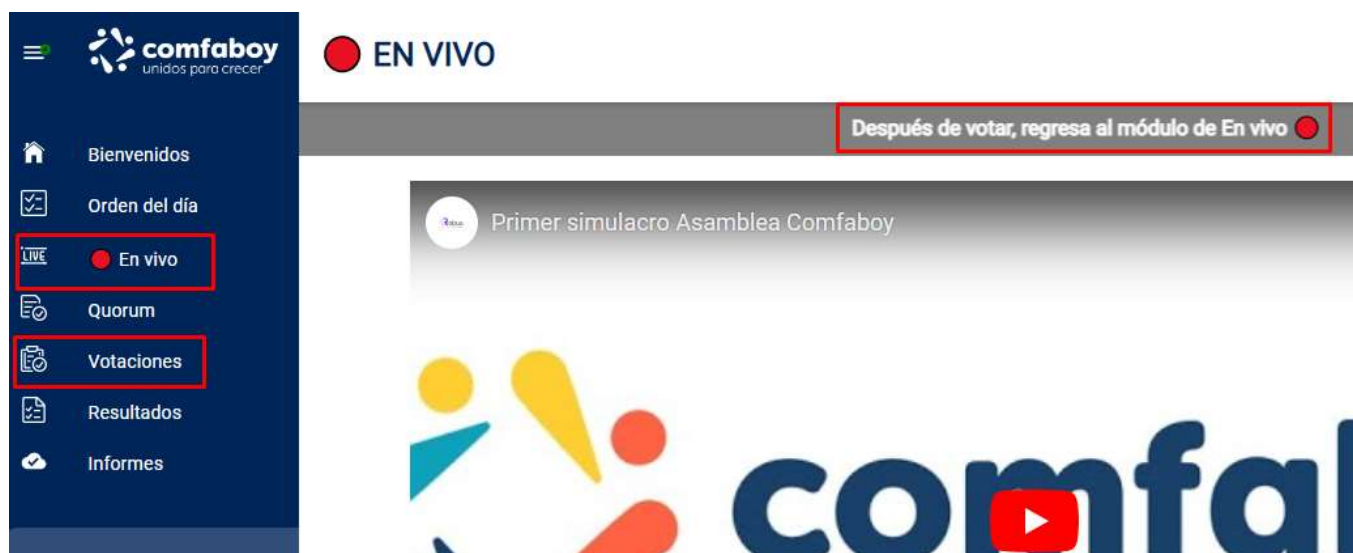 comfaboy
unidos para crecer
EN VIVO
Después de votar, regresa al módulo de En vivo
Bienvenidos
Orden del día
LIVE
En vivo
Quorum
Votaciones
Resultados
Informes
Primer simulacro Asamblea Comfaboy
comfa